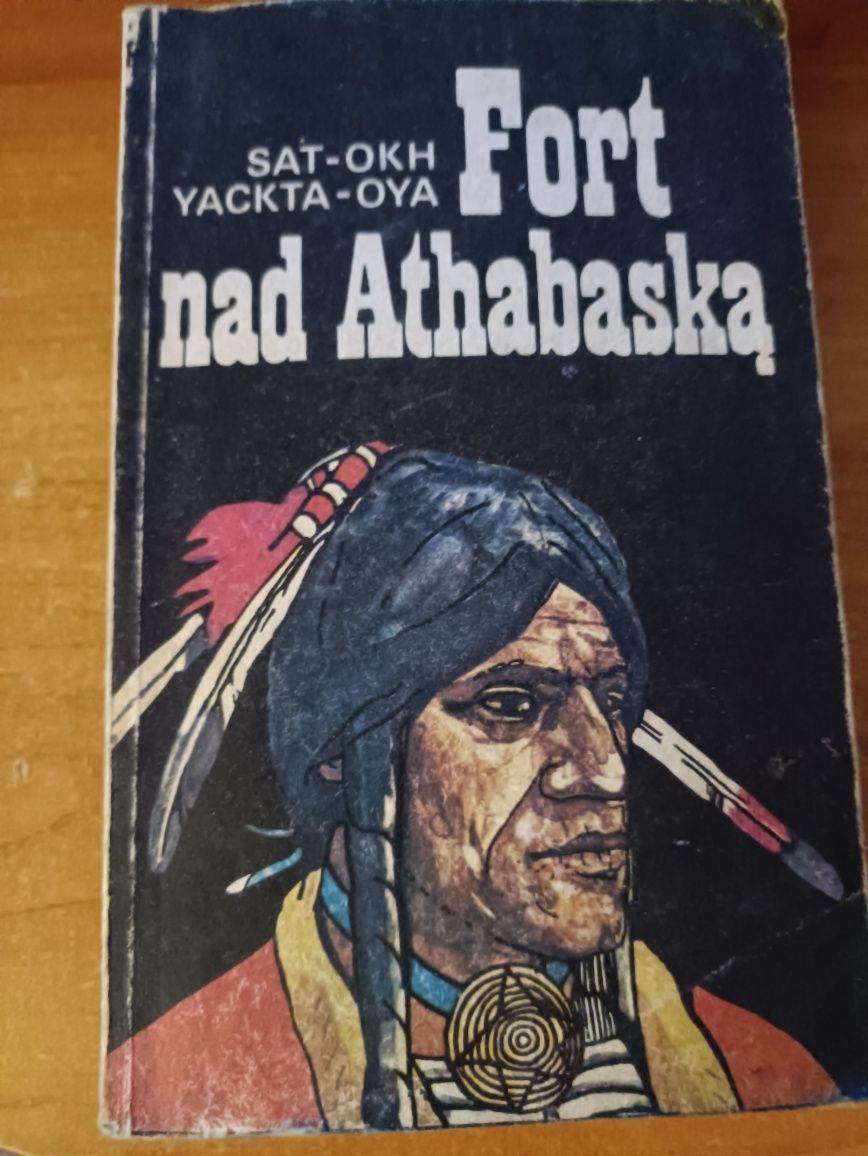 SAT-OKH
YACKTA-OYA
Fort
nad Athabaską